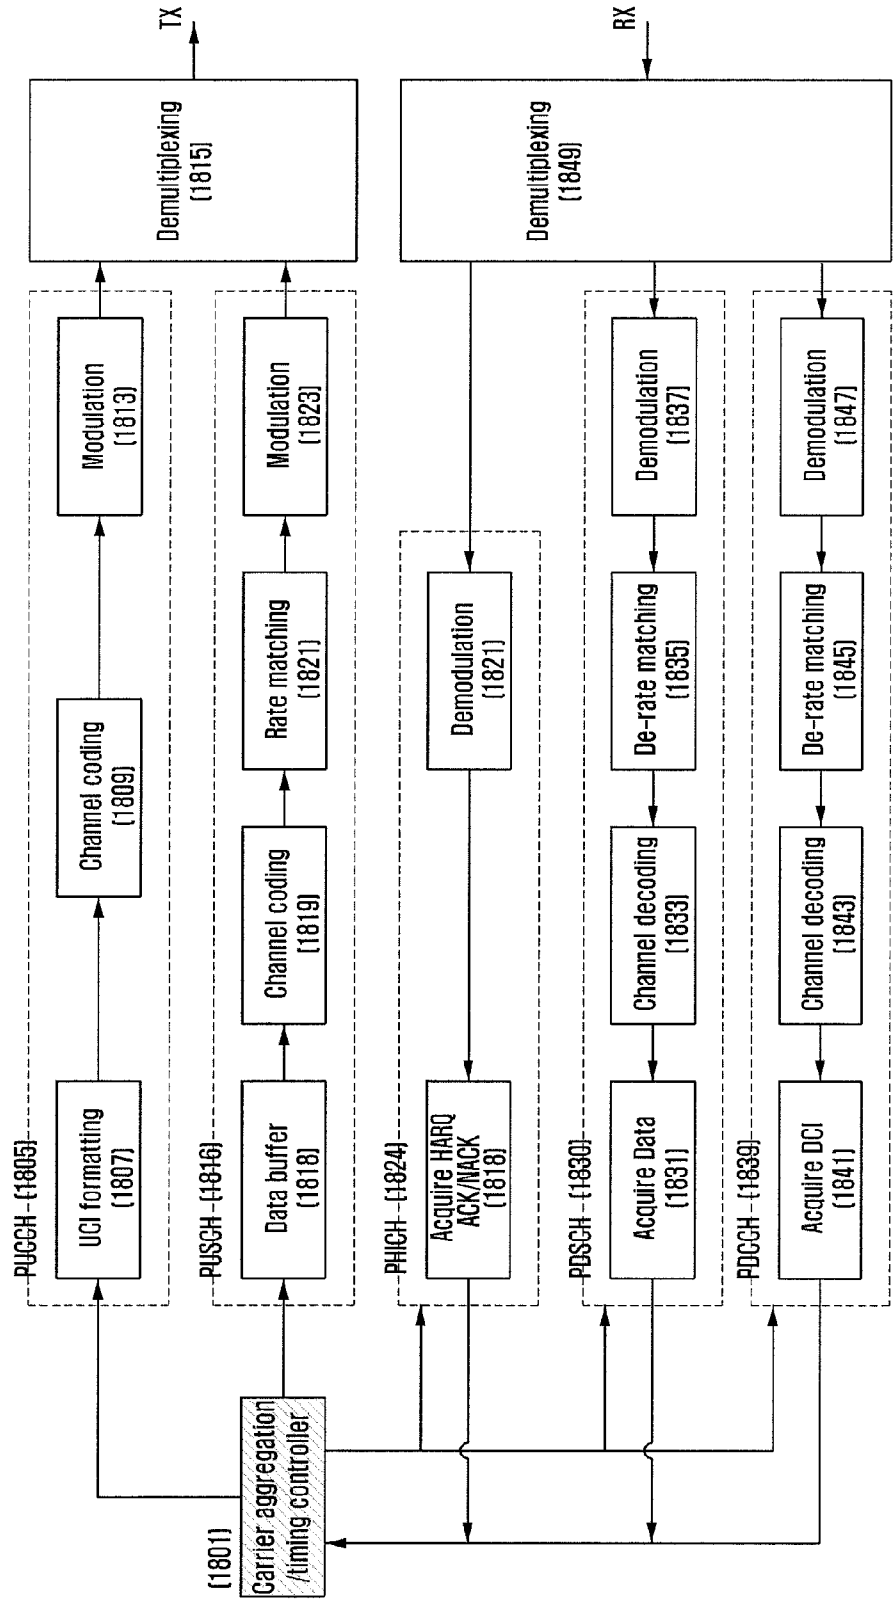 (1801)
Carrier aggregation
/timing controller
PUCCH (1805)
UCI formatting
(1807)
Channel coding
(1809)
Modulation
(1813)
PUSCH (1816)
Data buffer
(1818)
Channel coding
(1819)
Rate matching
(1821)
Modulation
(1823)
Demultiplexing
(1815)
TX
PHICH (1824)
Acquire HARQ
ACK/NACK
(1818)
Demodulation
(1821)
PDSCH (1830)
Acquire Data
(1831)
Channel decoding
(1833)
De-rate matching
(1835)
Demodulation
(1837)
PDCCH (1839)
Acquire DCI
(1841)
Channel decoding
(1843)
De-rate matching
(1845)
Demodulation
(1847)
Demultiplexing
(1849)
RX